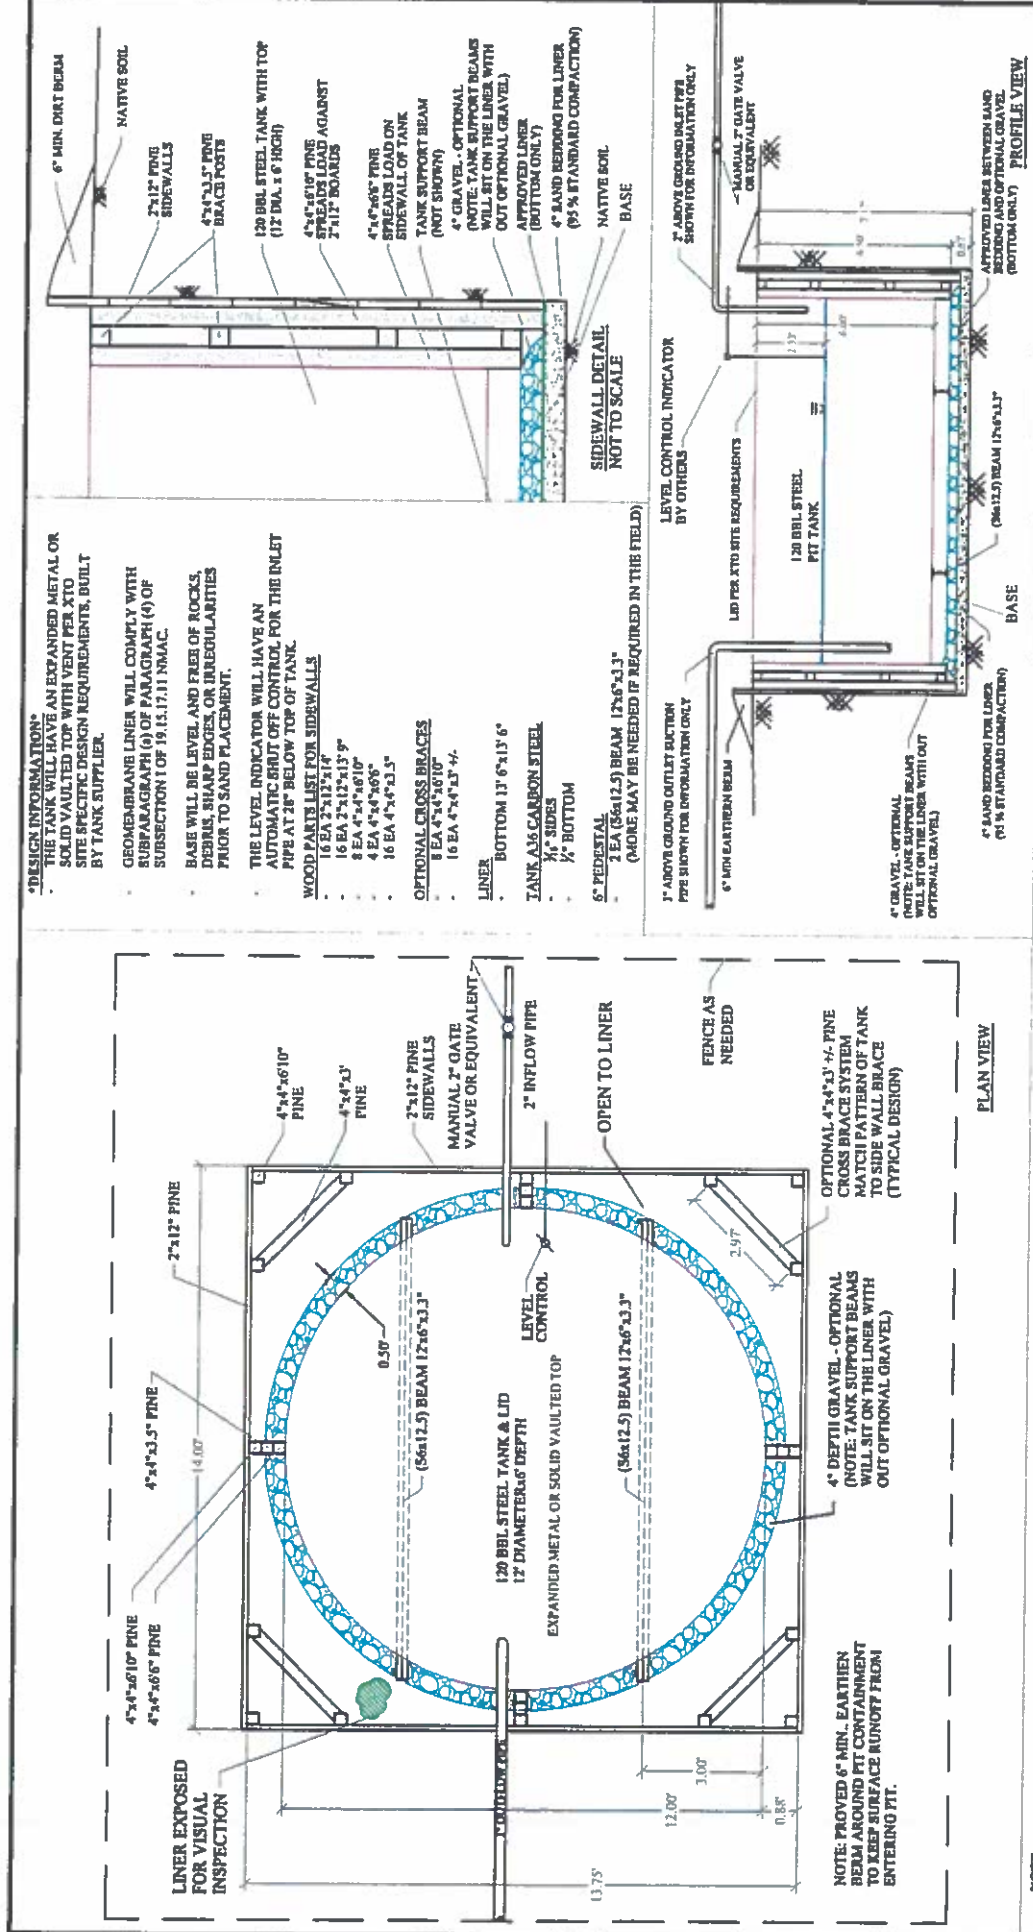 *DESIGN INFORMATION*
- THE TANK WILL HAVE AN EXPANDED METAL OR
SOLID VAULTED TOP WITH VENT PER XTO
SITE SPECIFIC DESIGN REQUIREMENTS, BUILT
BY TANK SUPPLIER.
- GEOMEMBRANE LINER WILL COMPLY WITH
SUBPARAGRAPH (a) OF PARAGRAPH (4) OF
SUBSECTION I OF 19.15.17.11 NMAC.
- BASE WILL BE LEVEL AND FREE OF ROCKS,
DEBRIS, SHARP EDGES, OR IRREGULARITIES
PRIOR TO SAND PLACEMENT.
- THE LEVEL INDICATOR WILL HAVE AN
AUTOMATIC SHUT OFF CONTROL FOR THE INLET
PIPE AT 28" BELOW TOP OF TANK.
WOOD PARTS LIST FOR SIDEWALLS
- 16 EA 2"x12"x14'
- 16 EA 2"x12"x13'9"
- 8 EA 4"x4"x6'10"
- 4 EA 4"x4"x6'6"
- 16 EA 4"x4"x3.5"
OPTIONAL CROSS BRACES
- 8 EA 4"x4"x6'10"
- 16 EA 4"x4"x3' +/-
LINER
- BOTTOM 13' 6"x13' 6"
TANK A36 CARBON STEEL
- SIDES
- ¼" BOTTOM
6" PEDESTAL
- 2 EA (S6x12.5) BEAM 12"x6"x3.3"
(MORE MAY BE NEEDED IF REQUIRED IN THE FIELD)
6" MIN. DIRT BERM
NATIVE SOIL
2"x12" PINE
SIDEWALLS
4"x4"x3.5" PINE
BRACE POSTS
120 BBL STEEL TANK WITH TOP
(12' DIA. x 6' HIGH)
4"x4"x6'10" PINE
SPREADS LOAD AGAINST
2"x12" BOARDS
4"x4"x6'6" PINE
SPREADS LOAD ON
SIDEWALL OF TANK
TANK SUPPORT BEAM
(NOT SHOWN)
4" GRAVEL - OPTIONAL
(NOTE: TANK SUPPORT BEAMS
WILL SIT ON THE LINER WITH
OUT OPTIONAL GRAVEL)
APPROVED LINER
(BOTTOM ONLY)
4" SAND BEDDING FOR LINER
(95 % STANDARD COMPACTION)
NATIVE SOIL
BASE
SIDEWALL DETAIL
NOT TO SCALE
LINER EXPOSED
FOR VISUAL
INSPECTION
4"x4"x6'10" PINE
4"x4"x6'6" PINE
4"x4"x3.5" PINE
2"x12" PINE
4"x4"x6'10"
PINE
4"x4"x3'
PINE
2"x12" PINE
SIDEWALLS
MANUAL 2" GATE
VALVE OR EQUIVALENT
2" INFLOW PIPE
OPEN TO LINER
FENCE AS
NEEDED
14.00'
0.50'
(S6x12.5) BEAM 12"x6"x3.3"
LEVEL
CONTROL
120 BBL STEEL TANK & LID
12' DIAMETERx6' DEPTH
EXPANDED METAL OR SOLID VAULTED TOP
(S6x12.5) BEAM 12"x6"x3.3"
13.75'
12.00'
3.00'
0.88'
2.97'
OPTIONAL 4"x4"x3' +/- PINE
CROSS BRACE SYSTEM
MATCH PATTERN OF TANK
TO SIDE WALL BRACE
(TYPICAL DESIGN)
4" DEPTH GRAVEL - OPTIONAL
(NOTE: TANK SUPPORT BEAMS
WILL SIT ON THE LINER WITH
OUT OPTIONAL GRAVEL)
NOTE: PROVED 6" MIN.. EARTHEN
BERM AROUND PIT CONTAINMENT
TO KEEP SURFACE RUNOFF FROM
ENTERING PIT.
PLAN VIEW
3" ABOVE GROUND OUTLET SUCTION
PIPE SHOWN FOR INFORMATION ONLY
6" MIN EARTHERN BERM
LEVEL CONTROL INDICATOR
BY OTHERS
LID PER XTO SITE REQUIREMENTS
2" ABOVE GROUND INLET PIPE
SHOWN FOR INFORMATION ONLY
MANUAL 2" GATE VALVE
OR EQUIVALENT
120 BBL STEEL
PIT TANK
2.33'
6.00'
4" GRAVEL - OPTIONAL
(NOTE: TANK SUPPORT BEAMS
WILL SIT ON THE LINER WITH OUT
OPTIONAL GRAVEL)
4" SAND BEDDING FOR LINER
(95 % STANDARD COMPACTION)
BASE
(S6x12.5) BEAM 12"x6"x3.3"
APPROVED LINER BETWEEN SAND
BEDDING AND OPTIONAL GRAVEL
(BOTTOM ONLY)
PROFILE VIEW